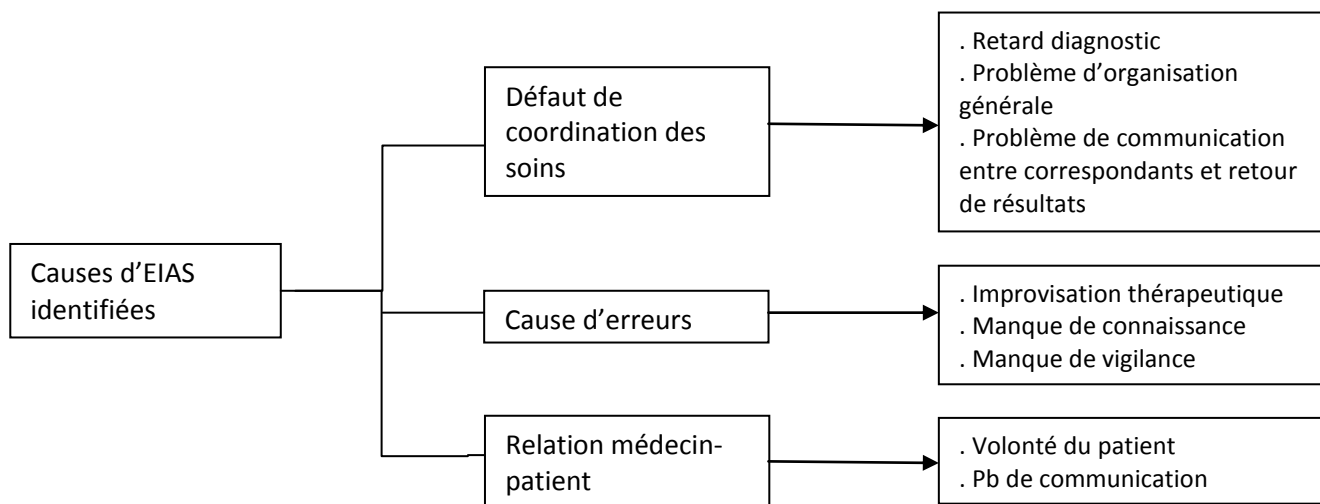 Causes d’EIAS
identifiées
Défaut de
coordination des
soins
. Retard diagnostic
. Problème d’organisation
générale
. Problème de communication
entre correspondants et retour
de résultats
Cause d’erreurs
. Improvisation thérapeutique
. Manque de connaissance
. Manque de vigilance
Relation médecin-
patient
. Volonté du patient
. Pb de communication